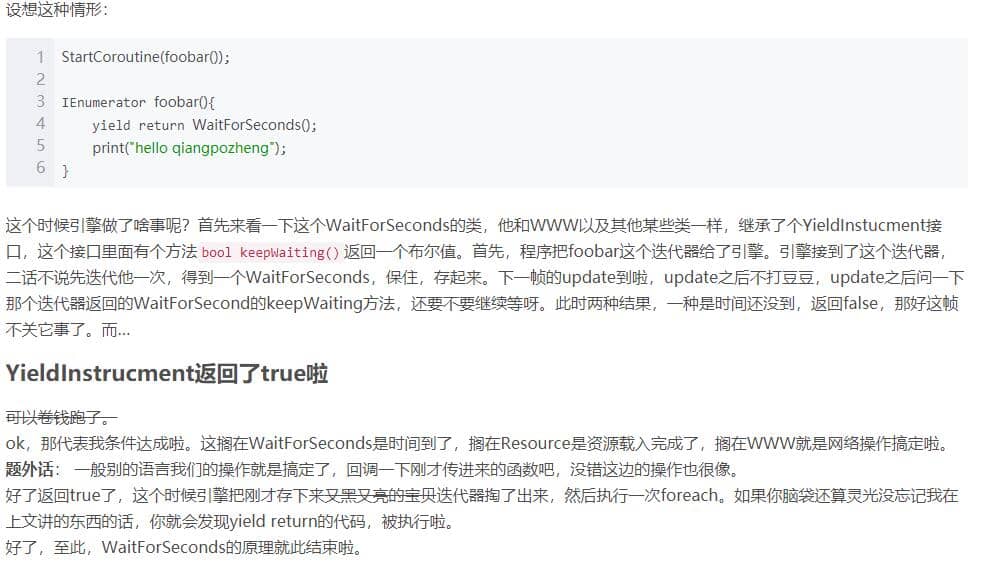 设想这种情形：
1 StartCoroutine(foobar());
2
3 IEnumerator foobar(){
4 yield return WaitForSeconds();
5 print("hello qiangpozheng");
6 }
这个时候引擎做了啥事呢？首先来看一下这个WaitForSeconds的类，他和WWW以及其他某些类一样，继承了个YieldInstucment接
口，这个接口里面有个方法 bool keepWaiting() 返回一个布尔值。首先，程序把foobar这个迭代器给了引擎。引擎接到了这个迭代器，
二话不说先迭代他一次，得到一个WaitForSeconds，保住，存起来。下一帧的update到啦，update之后不打豆豆，update之后问一下
那个迭代器返回的WaitForSecond的keepWaiting方法，还要不要继续等呀。此时两种结果，一种是时间还没到，返回false，那好这帧
不关它事了。而...
YieldInstrucment返回了true啦
可以卷钱跑了。
ok，那代表我条件达成啦。这搁在WaitForSeconds是时间到了，搁在Resource是资源载入完成了，搁在WWW就是网络操作搞定啦。
题外话： 一般别的语言我们的操作就是搞定了，回调一下刚才传进来的函数吧，没错这边的操作也很像。
好了返回true了，这个时候引擎把刚才存下来又黑又亮的宝贝迭代器掏了出来，然后执行一次foreach。如果你脑袋还算灵光没忘记我在
上文讲的东西的话，你就会发现yield return的代码，被执行啦。
好了，至此，WaitForSeconds的原理就此结束啦。